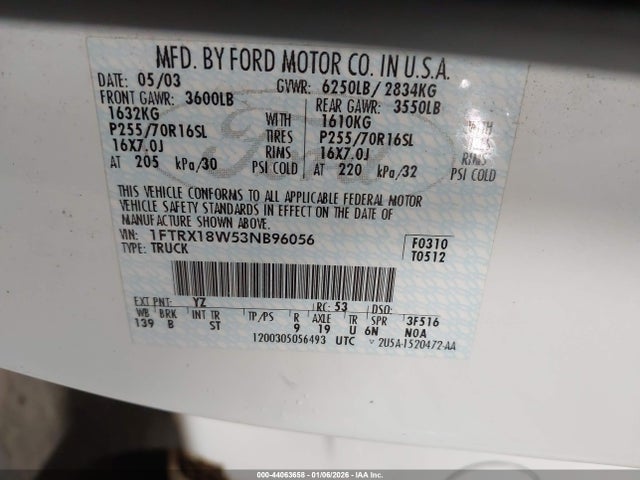 MFD. BY FORD MOTOR CO. IN U.S.A.
DATE: 05/03 GVWR: 6250LB/ 2834KG
FRONT GAWR: 3600LB REAR GAWR: 3550LB
1632KG WITH 1610KG WITH
P255/70R16SL TIRES P255/70R16SL TIRES
16X7.0J RIMS 16X7.0J RIMS
AT 205 kPa/30 PSI COLD AT 220 kPa/32 PSI COLD
THIS VEHICLE CONFORMS TO ALL APPLICABLE FEDERAL MOTOR
VEHICLE SAFETY STANDARDS IN EFFECT ON THE DATE OF
MANUFACTURE SHOWN ABOVE.
VIN: 1FTRX18W53NB96056 F0310
TYPE: TRUCK T0512
EXT PNT: YZ RC: 53 DSO:
WB BRK INT TR TP/PS R AXLE TR SPR 3F516
139 B ST 9 19 U 6N N0A
1200305056493 UTC 2U5A-1520472-AA
000-44063658 - 01/06/2026 - IAA Inc.